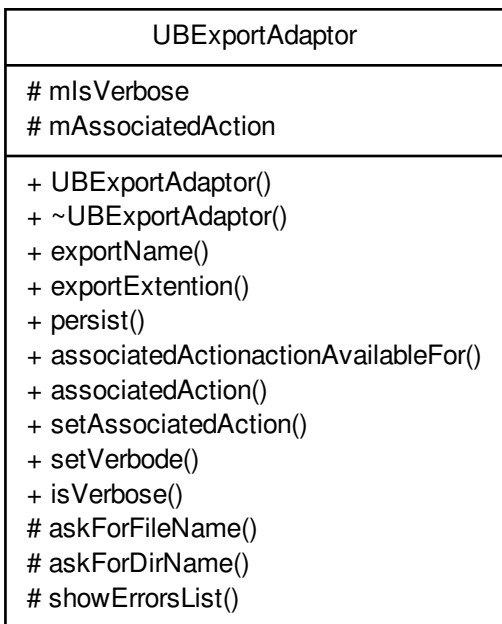 UBExportAdaptor
# mIsVerbose
# mAssociatedAction
+ UBExportAdaptor()
+ ~UBExportAdaptor()
+ exportName()
+ exportExtention()
+ persist()
+ associatedActionactionAvailableFor()
+ associatedAction()
+ setAssociatedAction()
+ setVerbode()
+ isVerbose()
# askForFileName()
# askForDirName()
# showErrorsList()